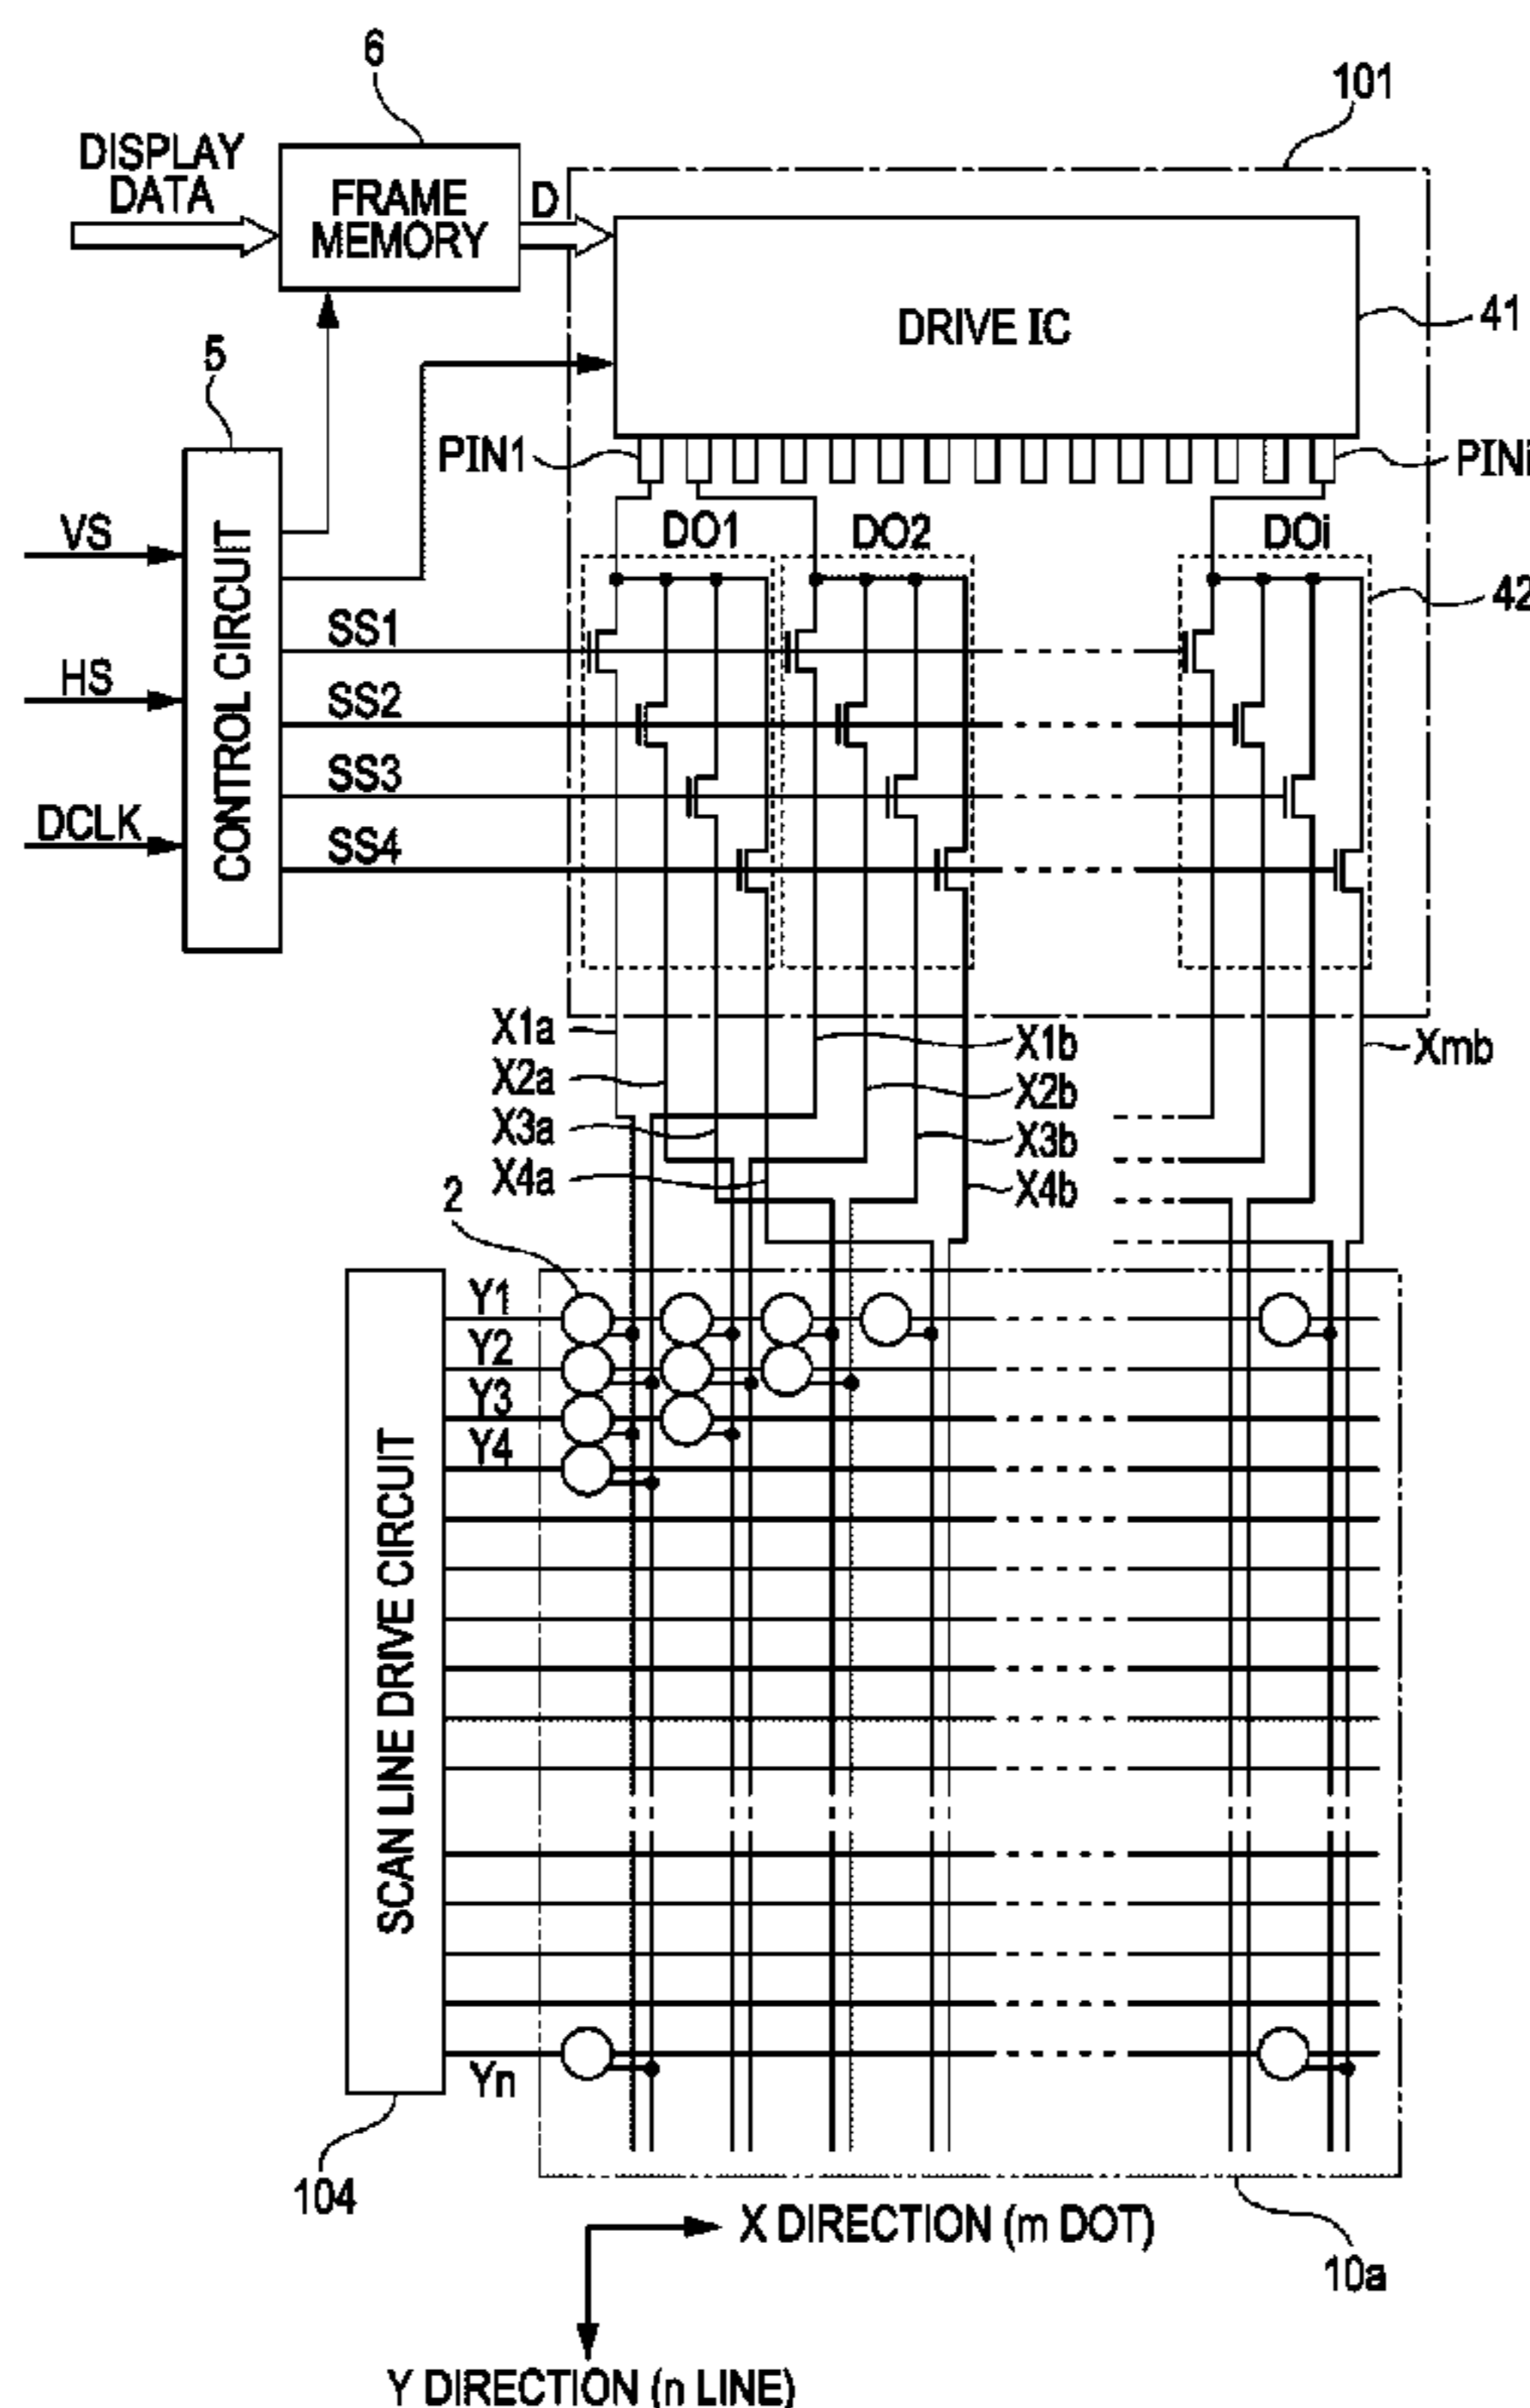 6
101
DISPLAY
DATA
FRAME
MEMORY
D
DRIVE IC
41
5
PIN1
PINi
CONTROL CIRCUIT
VS
HS
DCLK
DO1
DO2
DOi
42
SS1
SS2
SS3
SS4
X1a
X2a
X3a
X4a
X1b
X2b
X3b
X4b
Xmb
2
SCAN LINE DRIVE CIRCUIT
Y1
Y2
Y3
Y4
Yn
104
10a
X DIRECTION (m DOT)
Y DIRECTION (n LINE)